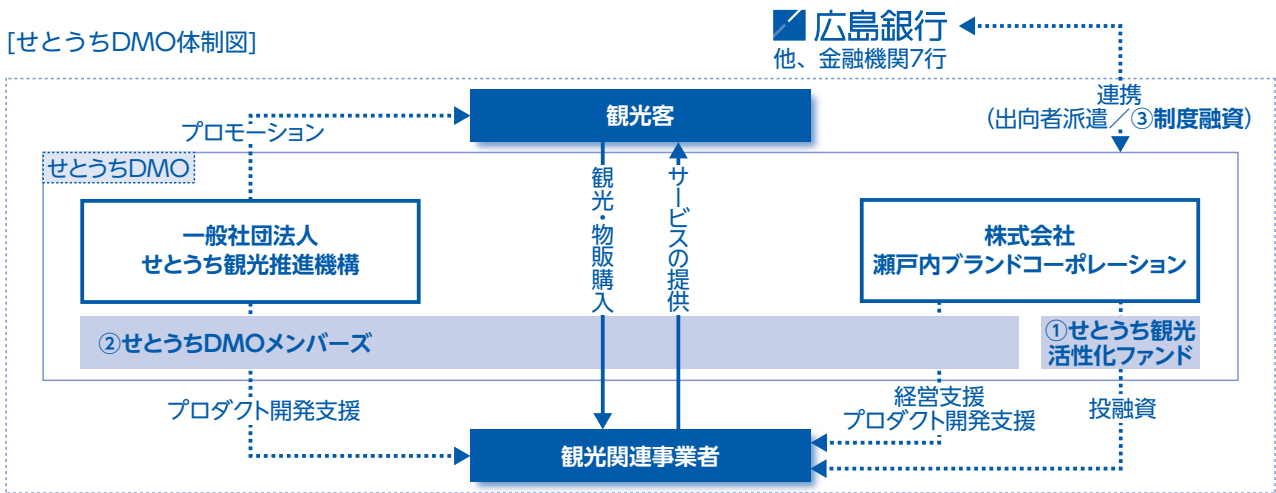 [せとうちDMO体制図]
広島銀行
他、金融機関7行
連携
(出向者派遣／③制度融資)
観光客
プロモーション
せとうちDMO
観光・物販購入
サービスの提供
一般社団法人
せとうち観光推進機構
株式会社
瀬戸内ブランドコーポレーション
②せとうちDMOメンバーズ
①せとうち観光
活性化ファンド
プロダクト開発支援
経営支援
プロダクト開発支援
投融資
観光関連事業者